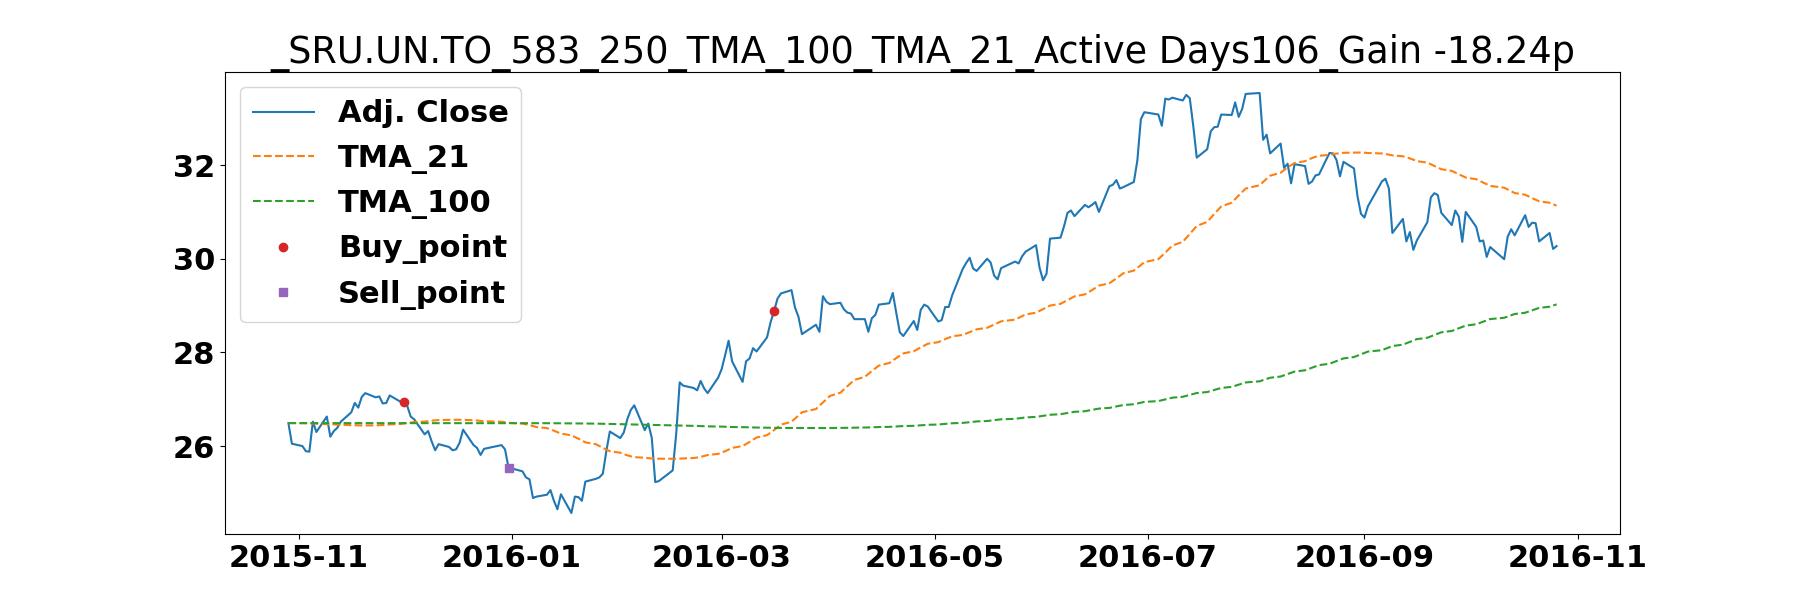 _SRU.UN.TO_583_250_TMA_100_TMA_21_Active Days106_Gain -18.24p
Adj. Close
TMA_21
TMA_100
Buy_point
Sell_point
32
30
28
26
2015-11 2016-01 2016-03 2016-05 2016-07 2016-09 2016-11